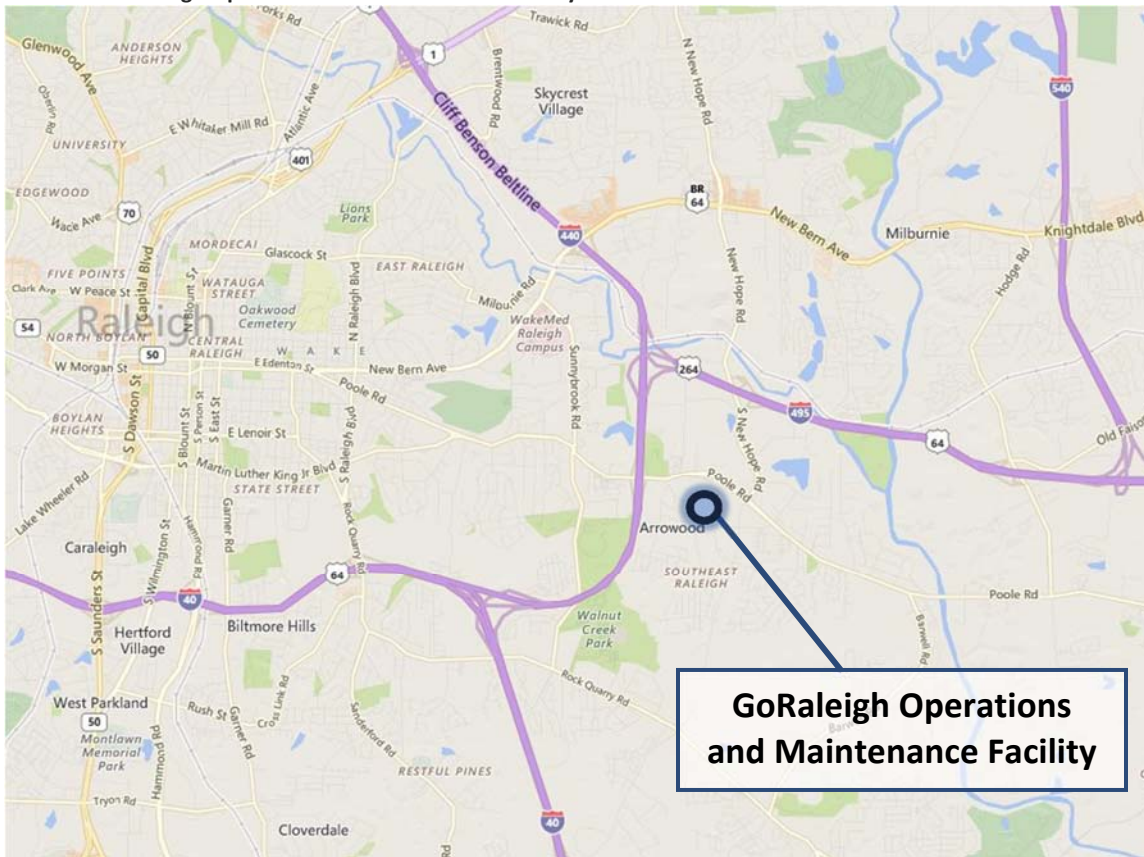 Trawick Rd
Glenwood Ave
ANDERSON
HEIGHTS
1
Brentwood Rd
N New Hope Rd
540
Oberlin Rd
Atlantic Ave
Skycrest
Village
E Whitaker Mill Rd
Cliff Benson Beltline
UNIVERSITY
401
EDGEWOOD
BR
64
Wade Ave
70
Lions
Park
New Bern Ave
Milburnie
Knightdale Blvd
440
MORDECAI
Glascock St
EAST RALEIGH
New Hope Rd
Hodge Rd
FIVE POINTS
Capital Blvd
N Blount St
WATAUGA
STREET
N Raleigh Blvd
Milburnie Rd
Clark Ave
W Peace St
Oakwood
Cemetery
WakeMed
Raleigh
Campus
54
Raleigh
NORTH BOYLAN
CENTRAL
RALEIGH
50
W A K E
Sunnybrook Rd
W Morgan St
E Edenton St
New Bern Ave
264
Poole Rd
S New Hope Rd
495
BOYLAN
HEIGHTS
S Dawson St
S Blount St
S Person St
S East St
E Lenoir St
S Raleigh Blvd
64
Martin Luther King Jr Blvd
STATE STREET
Poole Rd
Lake Wheeler Rd
Garner Rd
Rock Quarry Rd
Arrowood
Caraleigh
S Wilmington St
Hammond Rd
64
SOUTHEAST
RALEIGH
40
Poole Rd
S Saunders St
Hertford
Village
Biltmore Hills
Walnut
Creek
Park
Barwell Rd
Rock Quarry Rd
West Parkland
50
Rush St
Garner Rd
Cross Link Rd
Sanderford Rd
Montlawn
Memorial
Park
Hammond Rd
RESTFUL PINES
GoRaleigh Operations
and Maintenance Facility
Tryon Rd
Cloverdale
40
Rd